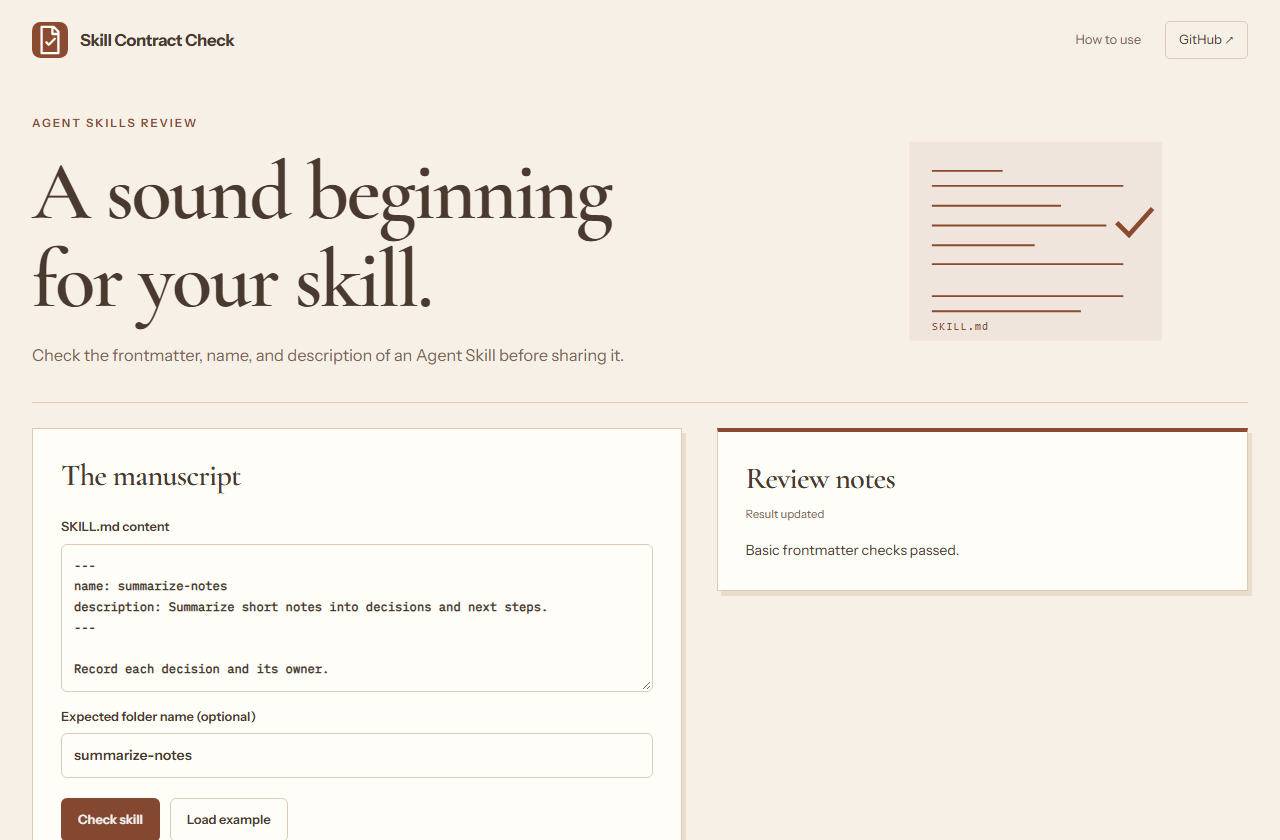 Skill Contract Check
How to use
GitHub ↗
AGENT SKILLS REVIEW
A sound beginning
for your skill.
Check the frontmatter, name, and description of an Agent Skill before sharing it.
SKILL.md
The manuscript
SKILL.md content
---
name: summarize-notes
description: Summarize short notes into decisions and next steps.
---
Record each decision and its owner.
Expected folder name (optional)
summarize-notes
Check skill
Load example
Review notes
Result updated
Basic frontmatter checks passed.